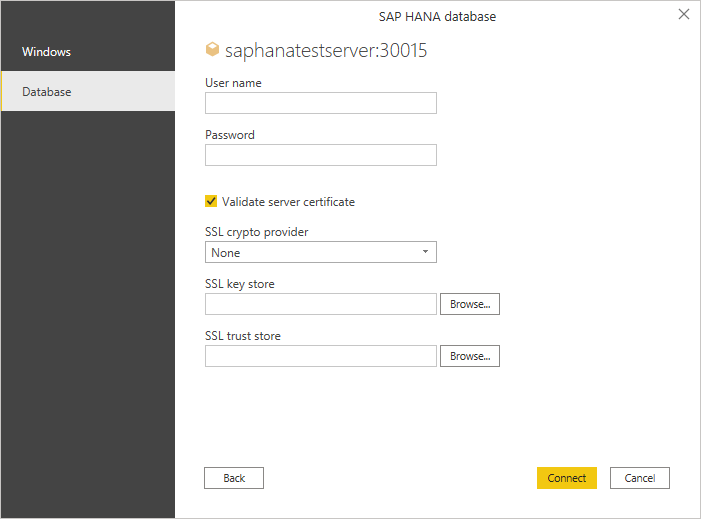 SAP HANA database
Windows
Database
saphanatestserver:30015
User name
Password
Validate server certificate
SSL crypto provider
None
SSL key store
Browse...
SSL trust store
Browse...
Back
Connect
Cancel